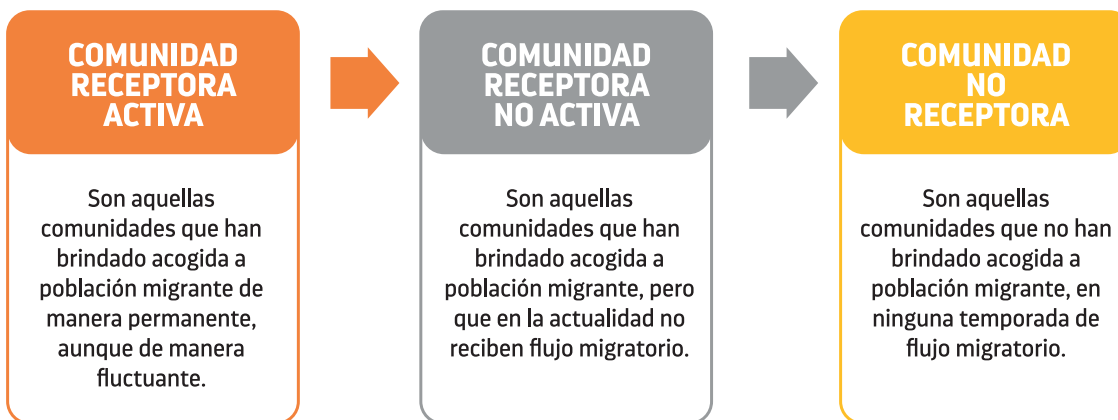 COMUNIDAD
RECEPTORA
ACTIVA
Son aquellas
comunidades que han
brindado acogida a
población migrante de
manera permanente,
aunque de manera
fluctuante.
COMUNIDAD
RECEPTORA
NO ACTIVA
Son aquellas
comunidades que han
brindado acogida a
población migrante, pero
que en la actualidad no
reciben flujo migratorio.
COMUNIDAD
NO
RECEPTORA
Son aquellas
comunidades que no han
brindado acogida a
población migrante, en
ninguna temporada de
flujo migratorio.